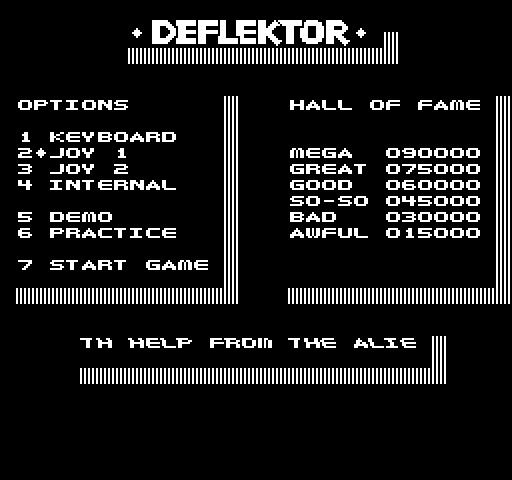 DEFLEKTOR
OPTIONS
1 KEYBOARD
2 JOY 1
3 JOY 2
4 INTERNAL
5 DEMO
6 PRACTICE
7 START GAME
HALL OF FAME
MEGA 090000
GREAT 075000
GOOD 060000
SO-SO 045000
BAD 030000
AWFUL 015000
TH HELP FROM THE ALIE